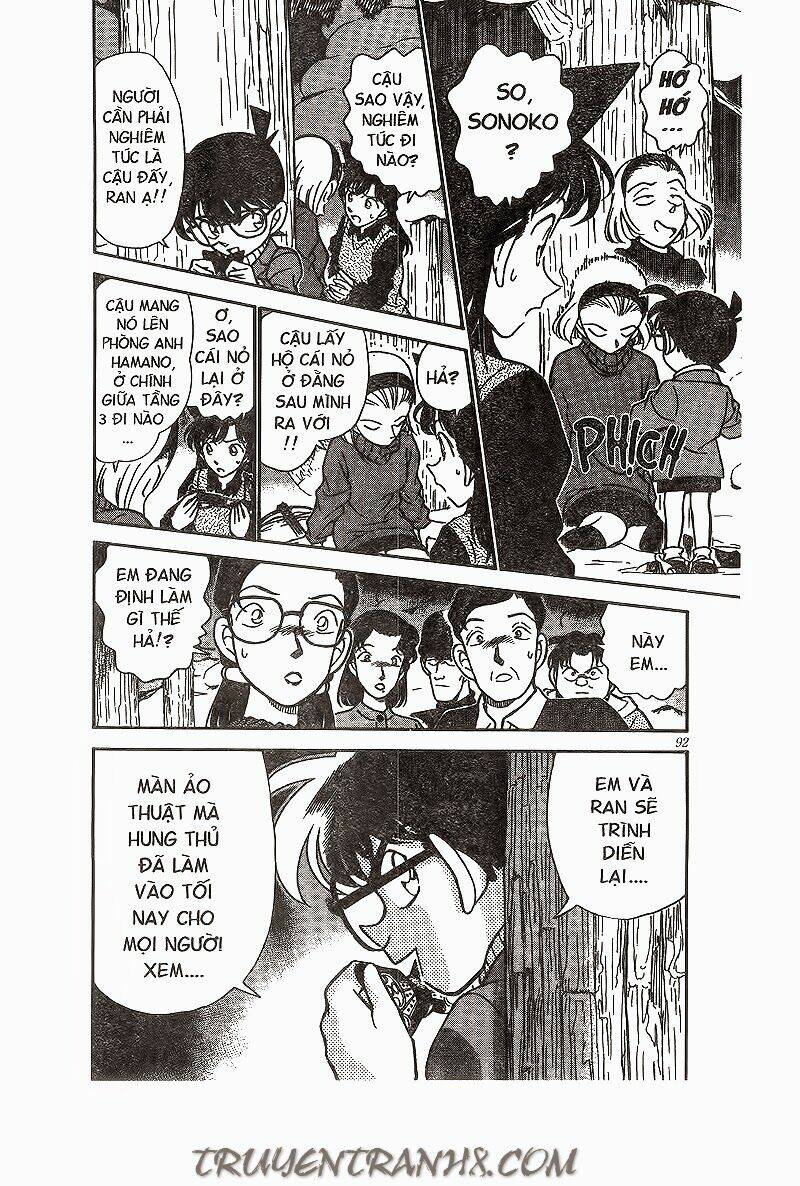 HỚ
HỚ
...
SO,
SONOKO
?
PHỊCH
CẬU
SAO VẬY,
NGHIÊM
TÚC ĐI
NÀO?
NGƯỜI
CẦN PHẢI
NGHIÊM
TÚC LÀ
CẬU ĐẤY,
RAN Ạ!!
HẢ?
CẬU LẤY
HỘ CÁI NỎ
Ở ĐẰNG
SAU MÌNH
RA VỚI
!!
Ơ,
SAO
CÁI NỎ
LẠI Ở
ĐÂY?
CẬU MANG
NÓ LÊN
PHÒNG ANH
HAMANO,
Ở CHÍNH
GIỮA TẦNG
3 ĐI NÀO
...
NÀY
EM...
EM ĐANG
ĐỊNH LÀM
GÌ THẾ
HẢ!?
92
EM VÀ
RAN SẼ
TRÌNH
DIỄN
LẠI....
MÀN ẢO
THUẬT MÀ
HUNG THỦ
ĐÃ LÀM
VÀO TỐI
NAY CHO
MỌI NGƯỜI
XEM....
TRUYENTRANH8.COM